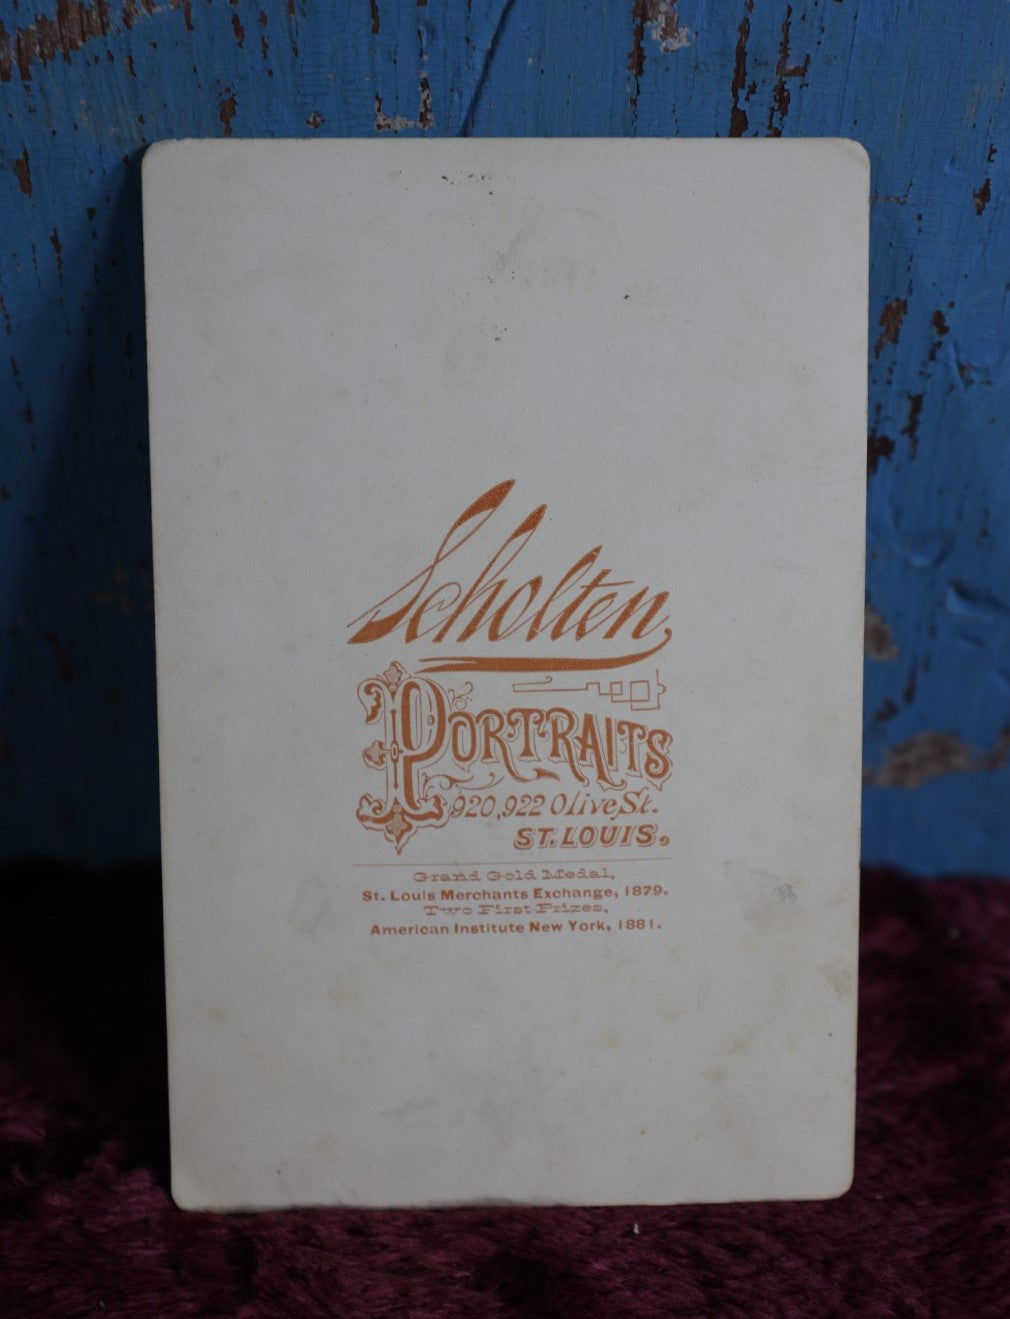 Scholten
PORTRAITS
920,922 Olive St.
ST. LOUIS.
Grand Gold Medal,
St. Louis Merchants Exchange, 1879.
Two First Prizes,
American Institute New York, 1881.